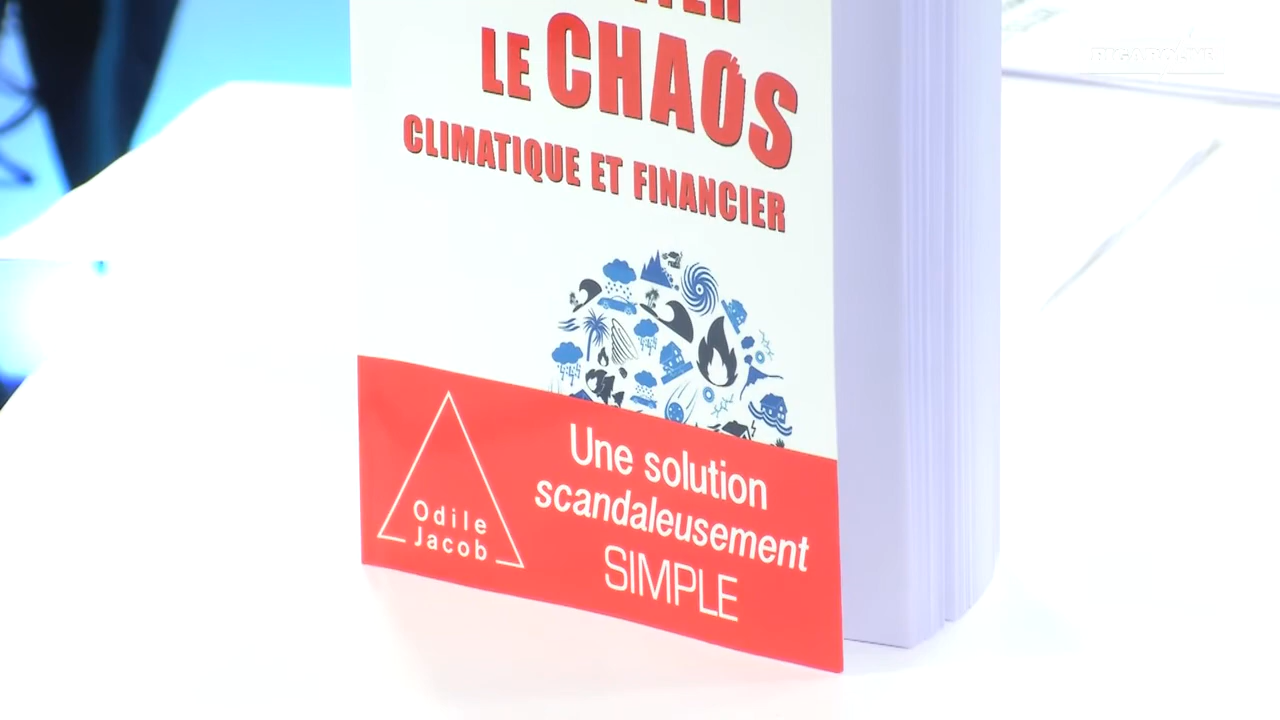 LE CHAOS
CLIMATIQUE ET FINANCIER
Odile
Jacob
Une solution
scandaleusement
SIMPLE